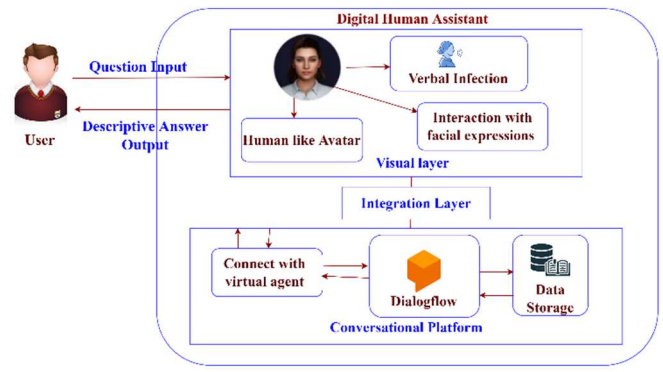 Digital Human Assistant
Question Input
Verbal Infection
User
Descriptive Answer
Output
Human like Avatar
Interaction with
facial expressions
Visual layer
Integration Layer
Connect with
virtual agent
Dialogflow
Data
Storage
Conversational Platform